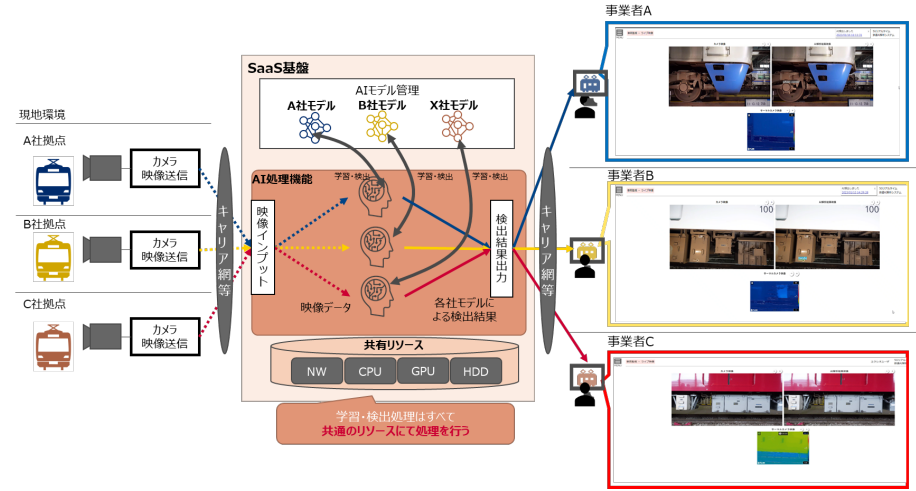 現地環境
A社拠点
カメラ
映像送信
B社拠点
カメラ
映像送信
C社拠点
カメラ
映像送信
キャリア網等
SaaS基盤
AIモデル管理
A社モデル
B社モデル
X社モデル
学習・検出
学習・検出
学習・検出
AI処理機能
映像インプット
映像データ
検出結果出力
各社モデルに
よる検出結果
共有リソース
NW
CPU
GPU
HDD
学習・検出処理はすべて
共通のリソースにて処理を行う
キャリア網等
事業者A
事業者B
100
100
事業者C